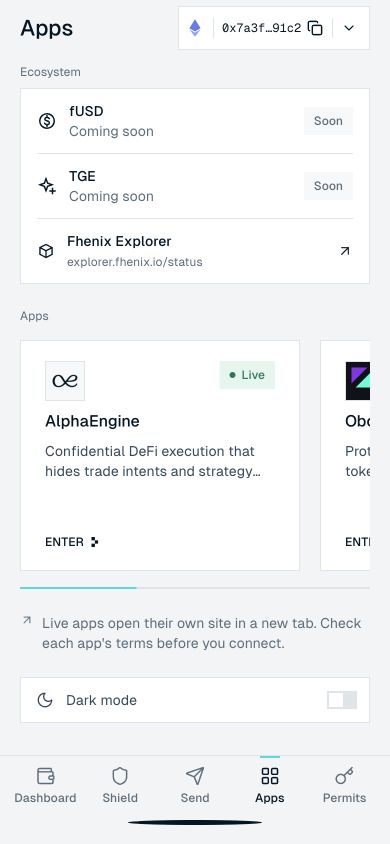 Apps
0x7a3f…91c2
Ecosystem
fUSD
Coming soon
Soon
TGE
Coming soon
Soon
Fhenix Explorer
explorer.fhenix.io/status
Apps
Live
AlphaEngine
Confidential DeFi execution that
hides trade intents and strategy…
ENTER
Live apps open their own site in a new tab. Check
each app's terms before you connect.
Dark mode
Dashboard
Shield
Send
Apps
Permits